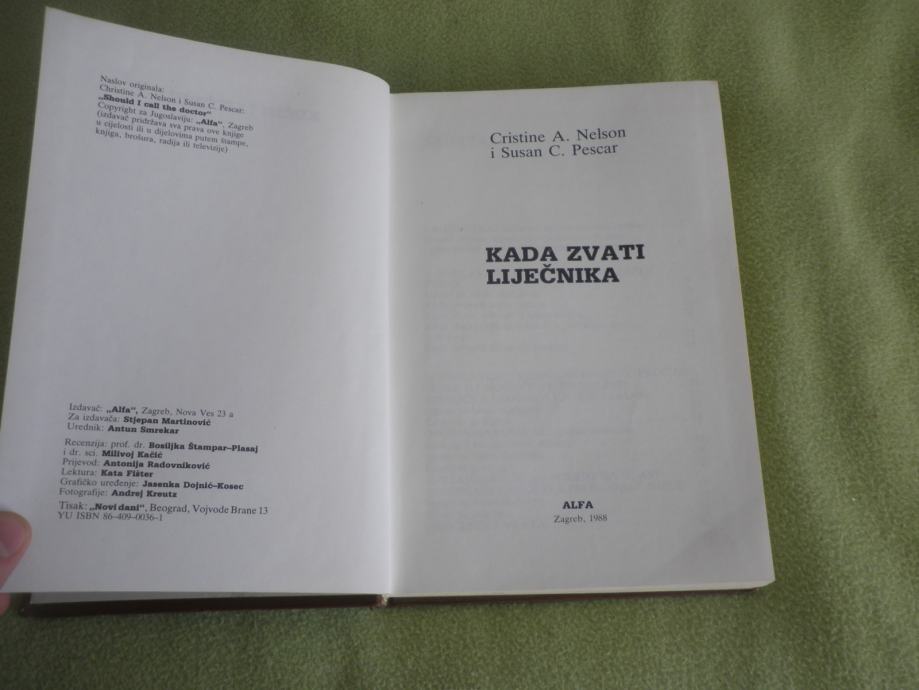 Naslov originala:
Christine A. Nelson i Susan C. Pescar:
„Should I call the doctor"
Copyright za Jugoslaviju: „Alfa", Zagreb
(izdavač pridržava sva prava ove knjige
u cijelosti ili u dijelovima putem štampe,
knjiga, brošura, radija ili televizije)
Izdavač: „Alfa", Zagreb, Nova Ves 23 a
Za izdavača: Stjepan Martinović
Urednik: Antun Smrekar
Recenzija: prof. dr. Bosiljka Štampar–Plasaj
i dr. sci. Milivoj Kačić
Prijevod: Antonija Radovniković
Lektura: Kata Fišter
Grafičko uređenje: Jasenka Dojnić–Kosec
Fotografije: Andrej Kreutz
Tisak: „Novi dani", Beograd, Vojvode Brane 13
YU ISBN 86-409-0036-1
Cristine A. Nelson
i Susan C. Pescar
KADA ZVATI
LIJEČNIKA
ALFA
Zagreb, 1988